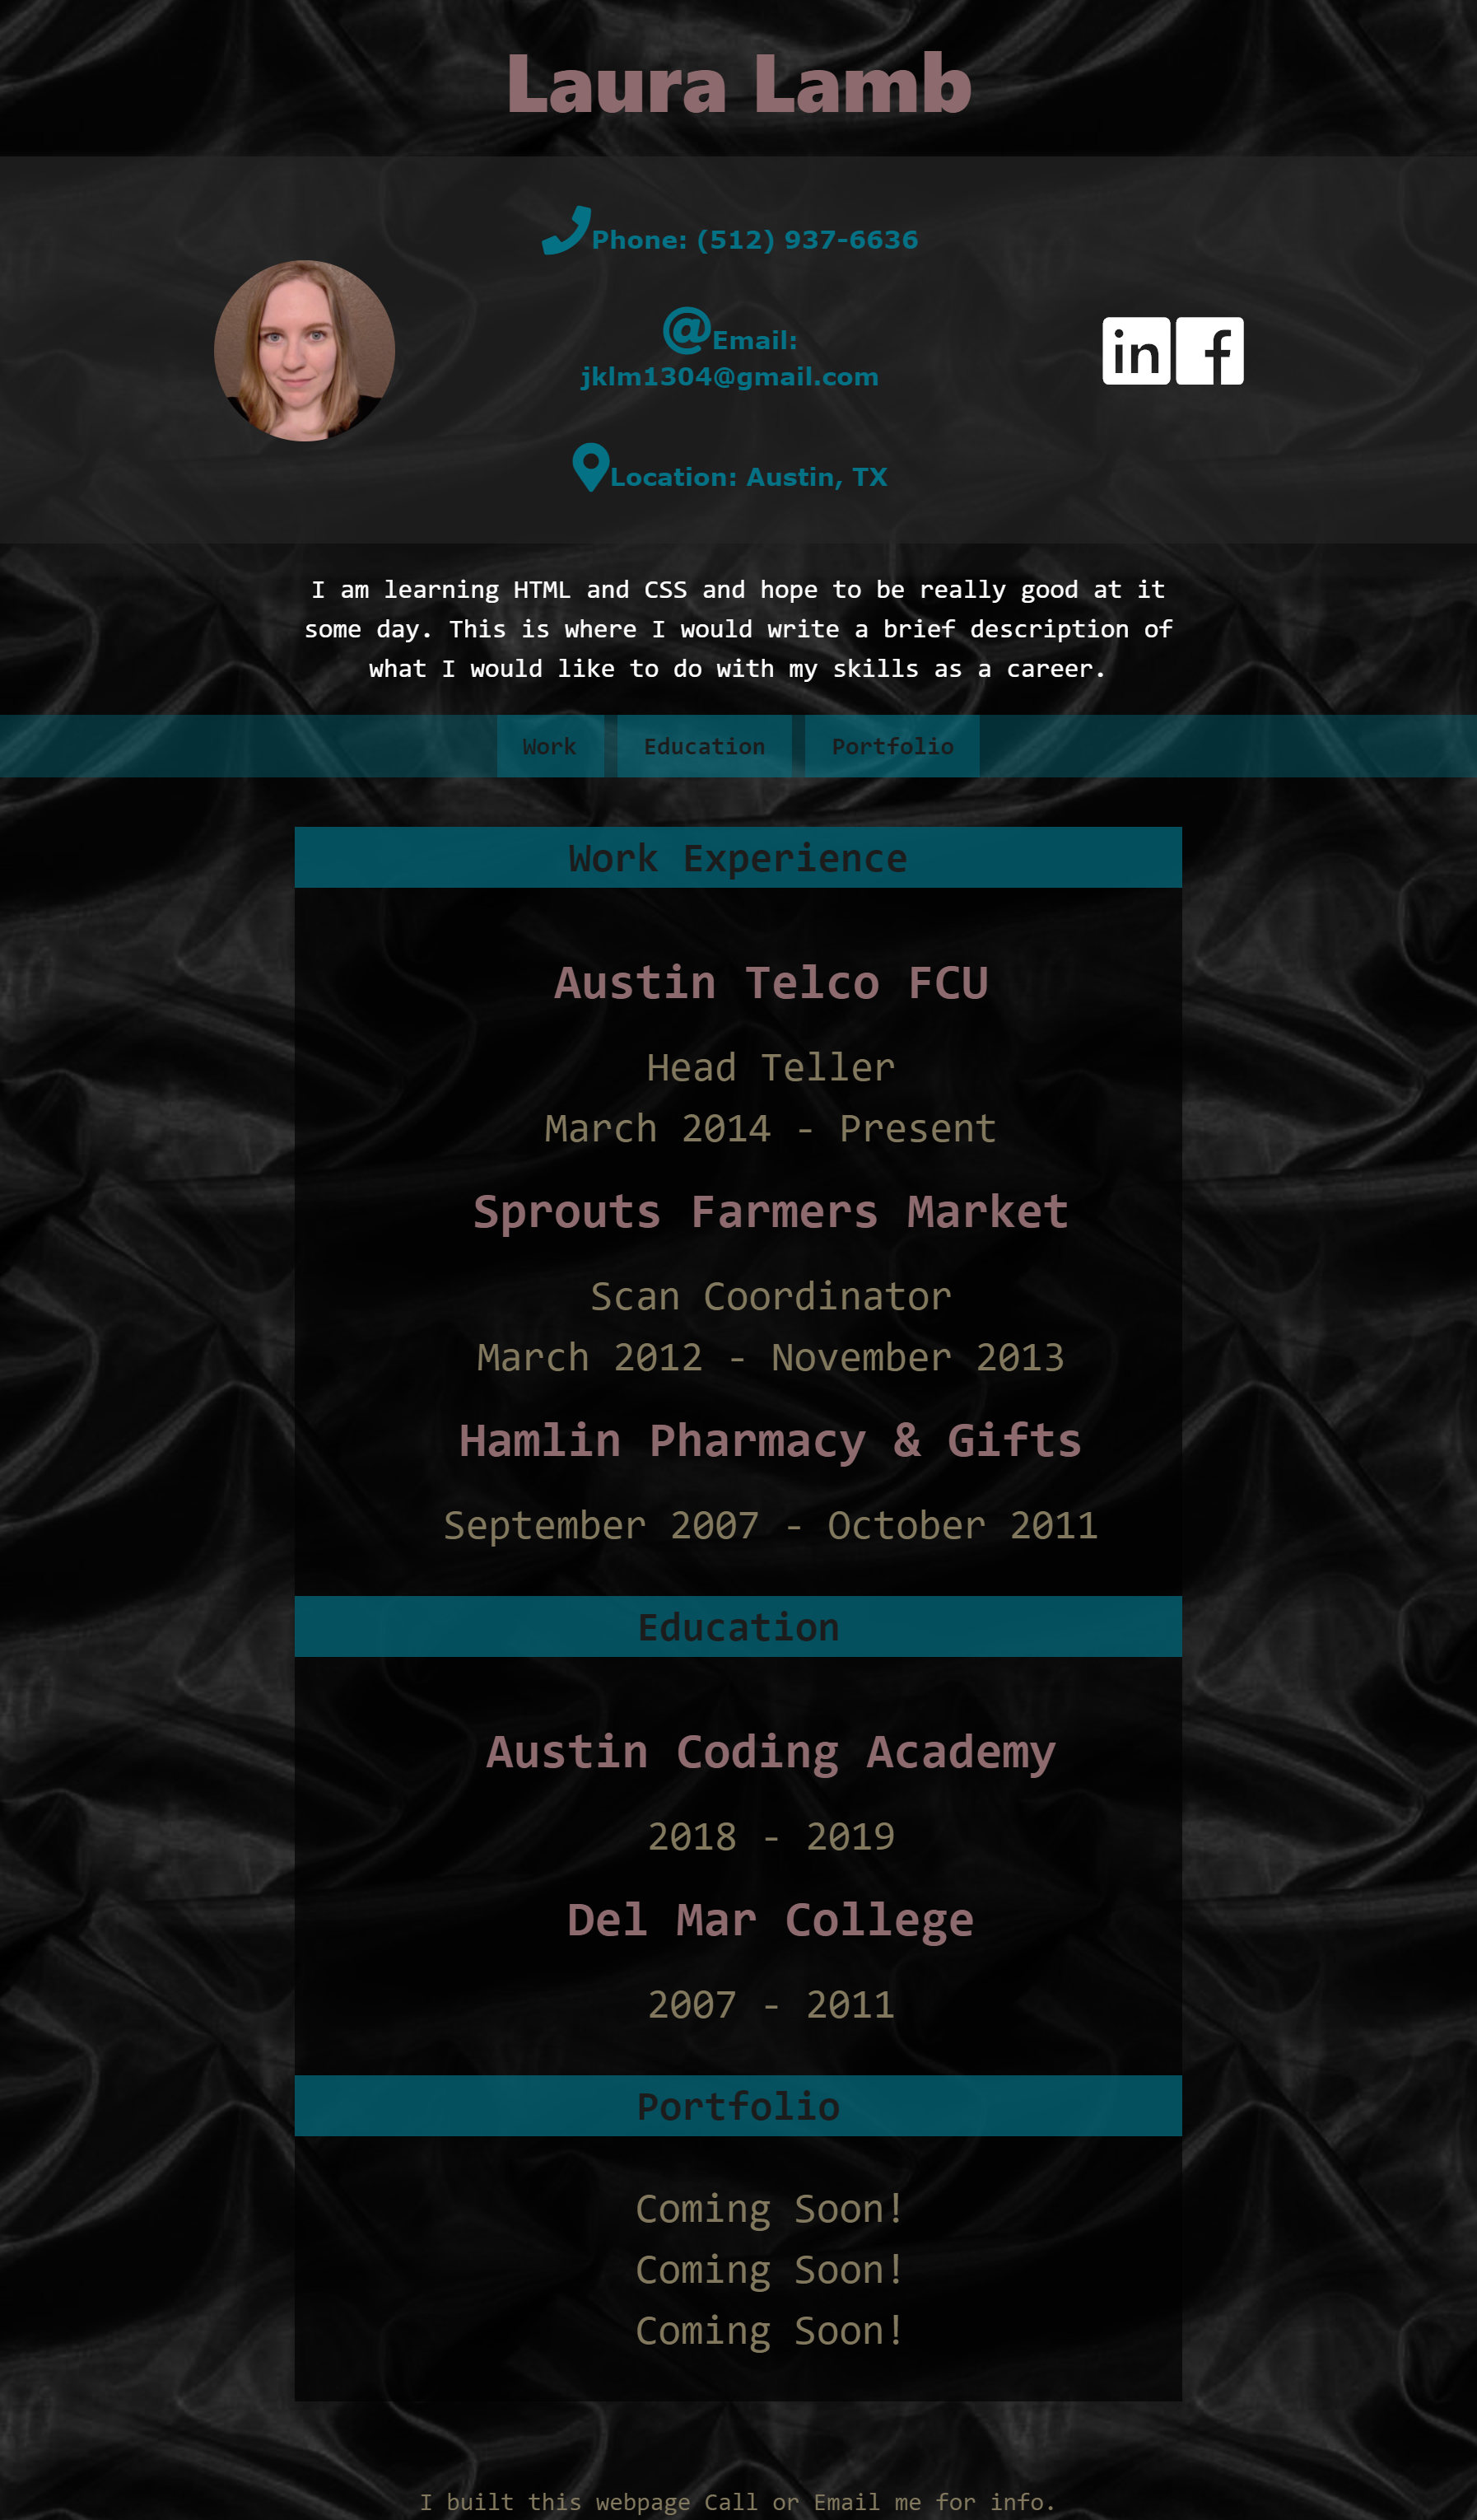 Laura Lamb
Phone: (512) 937-6636
@Email:
jklm1304@gmail.com
Location: Austin, TX
in f
I am learning HTML and CSS and hope to be really good at it
some day. This is where I would write a brief description of
what I would like to do with my skills as a career.
Work Education Portfolio
Work Experience
Austin Telco FCU
Head Teller
March 2014 - Present
Sprouts Farmers Market
Scan Coordinator
March 2012 - November 2013
Hamlin Pharmacy & Gifts
September 2007 - October 2011
Education
Austin Coding Academy
2018 - 2019
Del Mar College
2007 - 2011
Portfolio
Coming Soon!
Coming Soon!
Coming Soon!
I built this webpage Call or Email me for info.